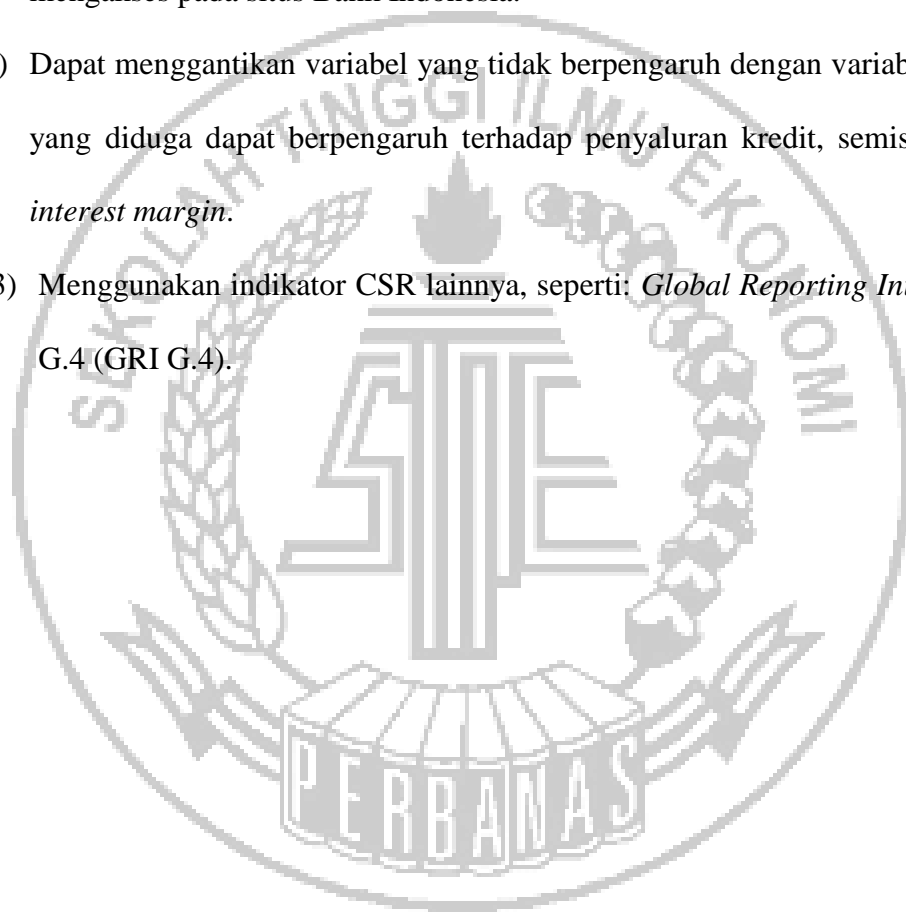 pada situs Bank Indonesia.
) Dapat menggantikan variabel yang tidak berpengaruh dengan variab
yang diduga dapat berpengaruh terhadap penyaluran kredit, semis
interest margin.
3) Menggunakan indikator CSR lainnya, seperti: Global Reporting Ini
G.4 (GRI G.4).
SEKOLAH TINGGI ILMU EKONOMI
STIE
PERBANAS